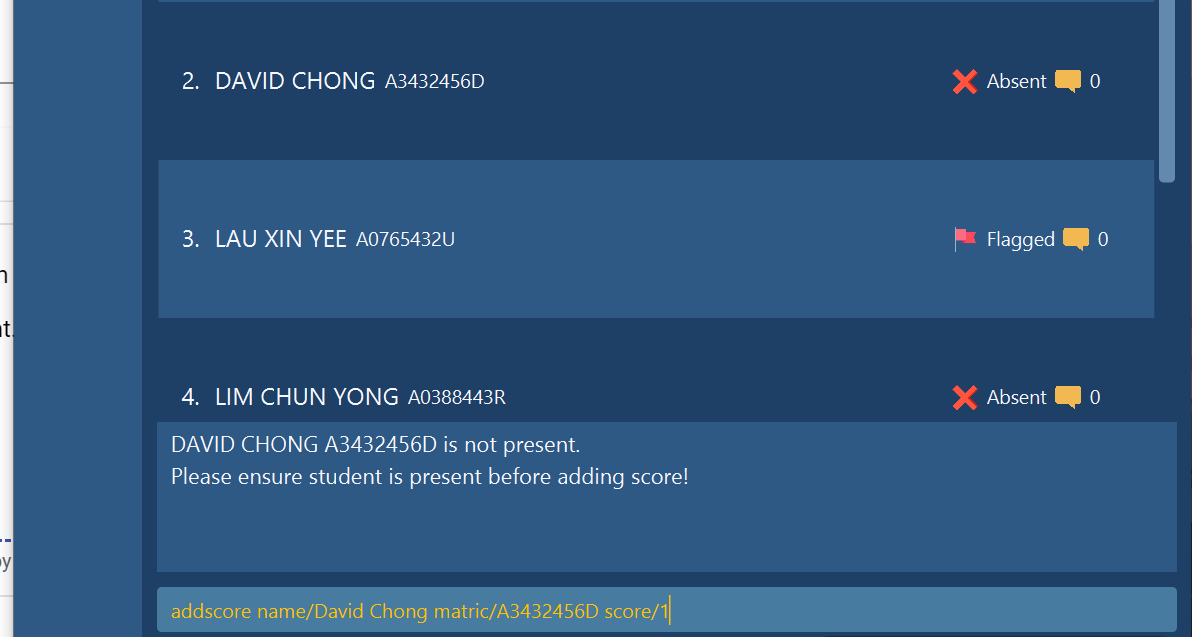 2. DAVID CHONG A3432456D Absent 0
3. LAU XIN YEE A0765432U Flagged 0
4. LIM CHUN YONG A0388443R Absent 0
DAVID CHONG A3432456D is not present.
Please ensure student is present before adding score!
addscore name/David Chong matric/A3432456D score/1